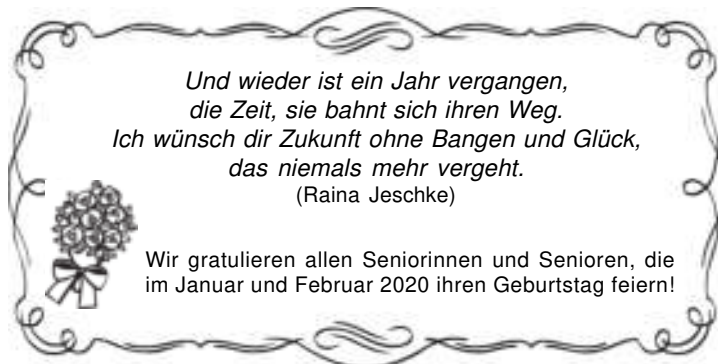 Und wieder ist ein Jahr vergangen,
die Zeit, sie bahnt sich ihren Weg.
Ich wünsch dir Zukunft ohne Bangen und Glück,
das niemals mehr vergeht.
(Raina Jeschke)
Wir gratulieren allen Seniorinnen und Senioren, die
im Januar und Februar 2020 ihren Geburtstag feiern!